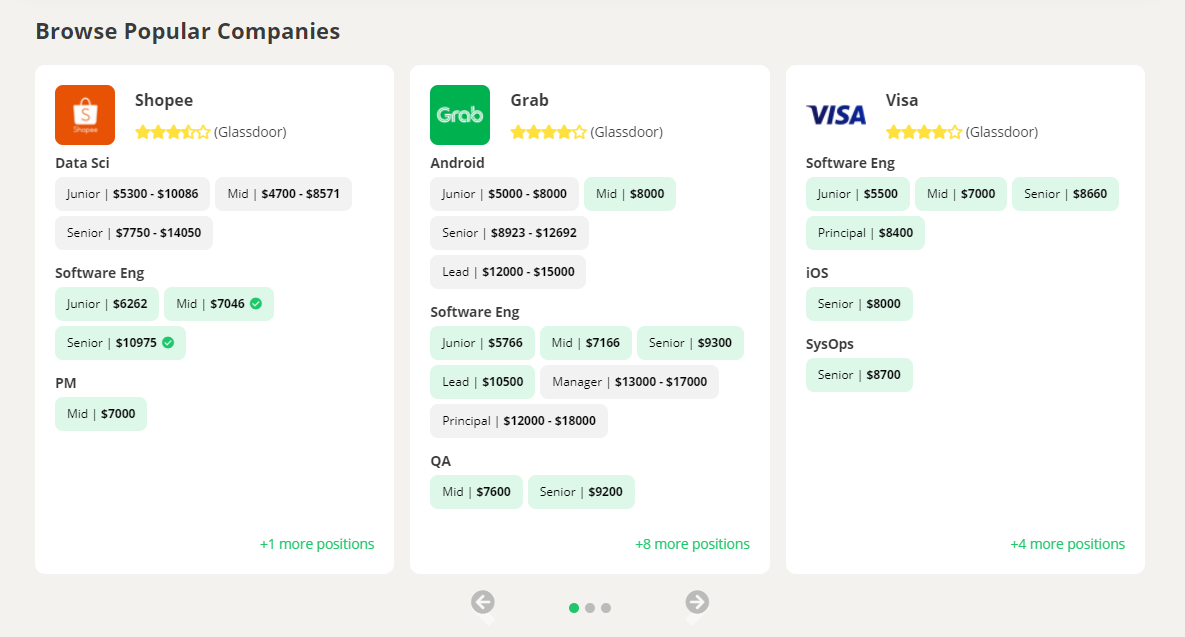 Browse Popular Companies
S
Shopee
Shopee
(Glassdoor)
Data Sci
Junior | $5300 - $10086 Mid | $4700 - $8571
Senior | $7750 - $14050
Software Eng
Junior | $6262 Mid | $7046
Senior | $10975
PM
Mid | $7000
+1 more positions
Grab
Grab
(Glassdoor)
Android
Junior | $5000 - $8000 Mid | $8000
Senior | $8923 - $12692
Lead | $12000 - $15000
Software Eng
Junior | $5766 Mid | $7166 Senior | $9300
Lead | $10500 Manager | $13000 - $17000
Principal | $12000 - $18000
QA
Mid | $7600 Senior | $9200
+8 more positions
VISA
Visa
(Glassdoor)
Software Eng
Junior | $5500 Mid | $7000 Senior | $8660
Principal | $8400
iOS
Senior | $8000
SysOps
Senior | $8700
+4 more positions